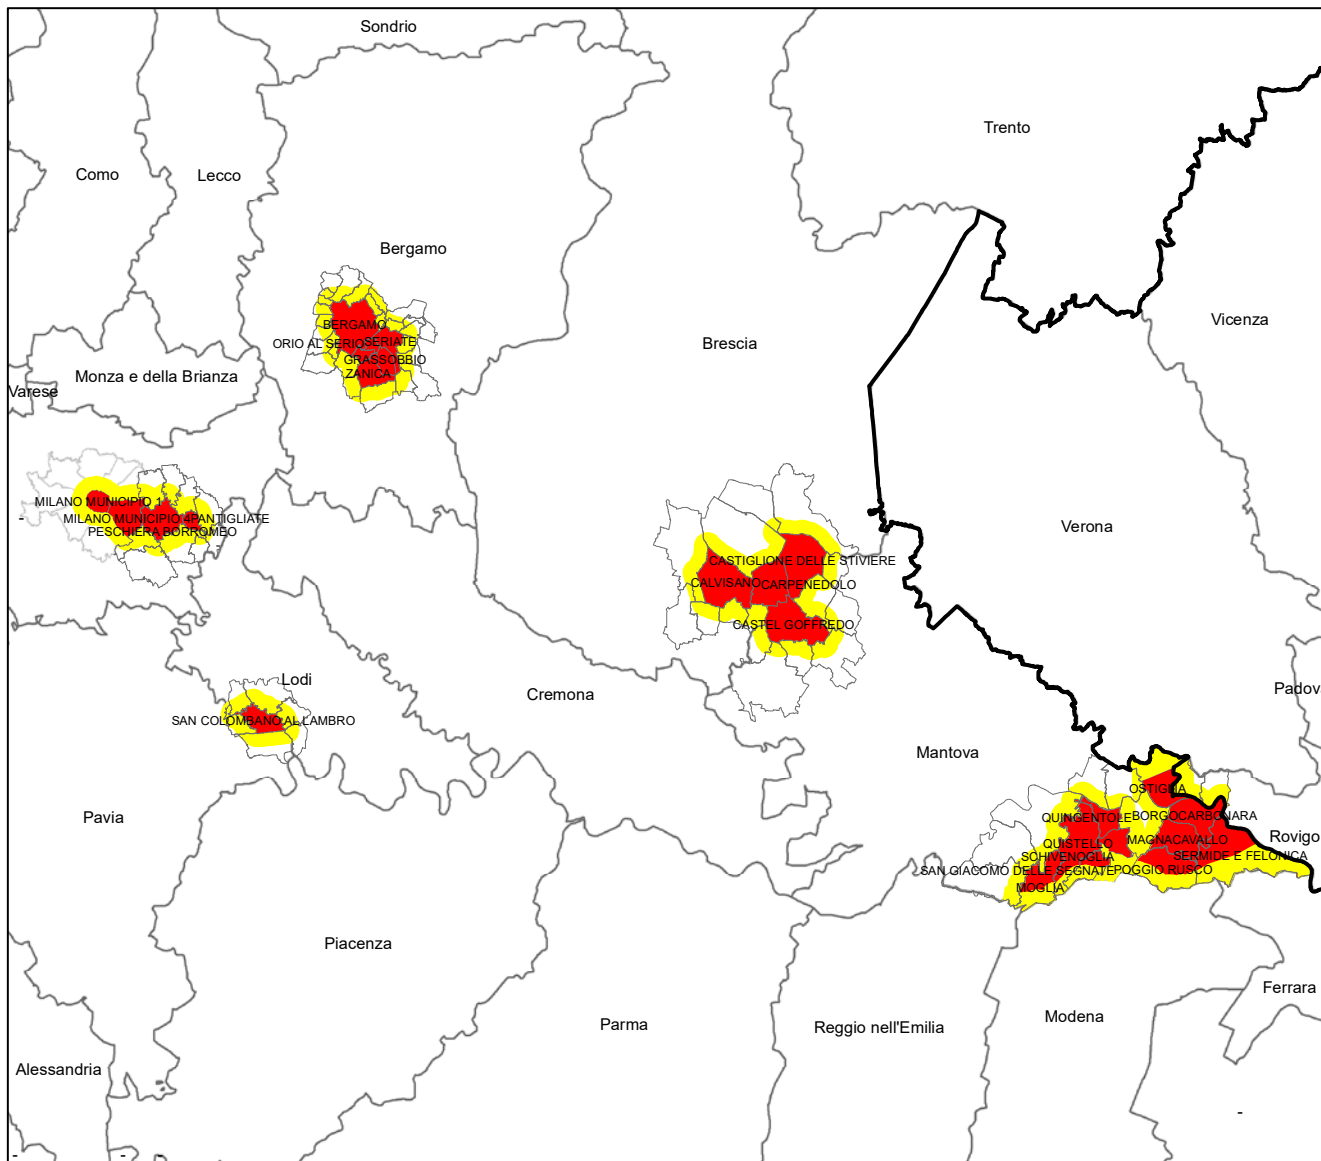 Sondrio
Trento
Como
Lecco
Bergamo
Vicenza
BERGAMO
ORIO AL SERIO
SERIATE
Brescia
GRASSOBBIO
ZANICA
Monza e della Brianza
Varese
MILANO MUNICIPIO 1
MILANO MUNICIPIO 4
PANTIGLIATE
PESCHIERA BORROMEO
Verona
CASTIGLIONE DELLE STIVIERE
CALVISANO
CARPENEDOLO
CASTEL GOFFREDO
Lodi
Cremona
Padova
SAN COLOMBANO AL LAMBRO
Mantova
OSTIGLIA
Pavia
QUINGENTOLE
BORGOCARBONARA
Rovigo
QUISTELLO
MAGNACAVALLO
SCHIVENOGLIA
SERMIDE E FELONICA
SAN GIACOMO DELLE SEGNATE
POGGIO RUSCO
MOGLIA
Piacenza
Ferrara
Parma
Reggio nell'Emilia
Modena
Alessandria